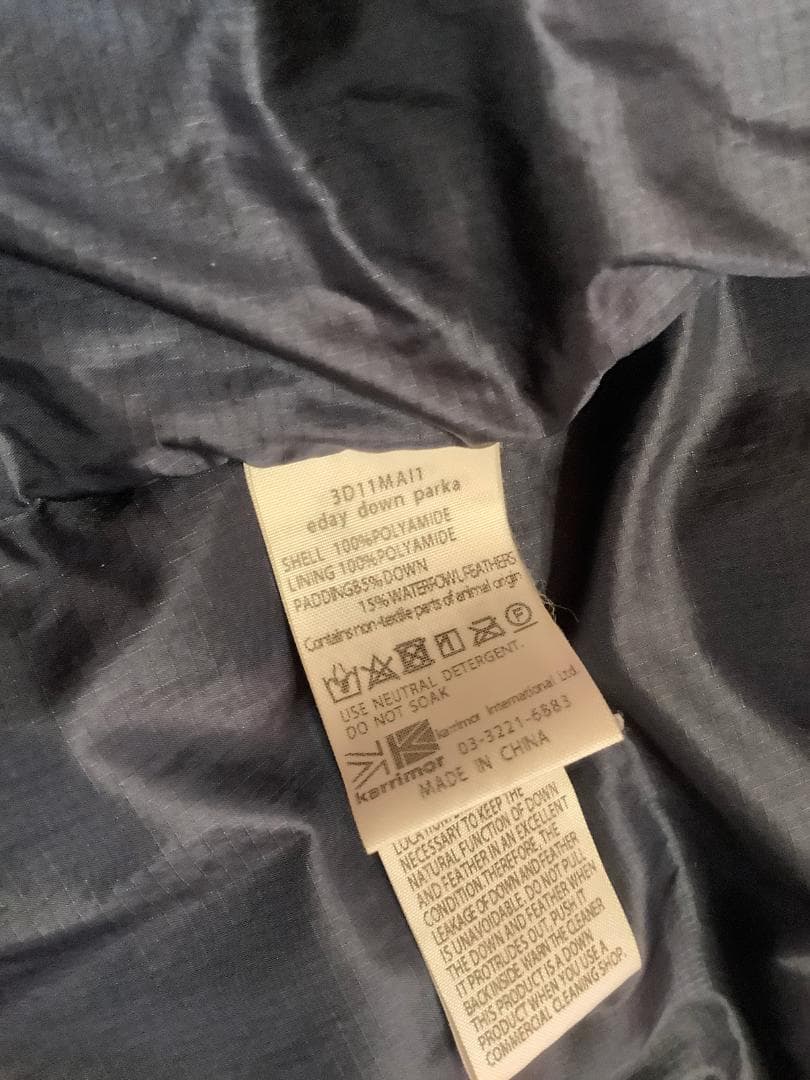 3D11MAI1
eday down parka
SHELL 100%POLYAMIDE
LINING 100%POLYAMIDE
PADDING85%DOWN
15%WATERFOWLFEATHERS
Contains non-textile parts of animal origin
P
USE NEUTRAL DETERGENT.
DO NOT SOAK
karrimor
karrimor International Ltd.
03-3221-6883
MADE IN CHINA
NECESSARY TO KEEP THE
NATURAL FUNCTION OF DOWN
AND FEATHER IN AN EXCELLENT
CONDITION.THEREFORE, THE
LEAKAGE OF DOWN AND FEATHER
IS UNAVOIDABLE. DO NOT PULL
THE DOWN AND FEATHER WHEN
IT PROTRUDES OUT, PUSH IT
BACK INSIDE. WARN THE CLEANER
THIS PRODUCT IS A DOWN
PRODUCT WHEN YOU USE A
COMMERCIAL CLEANING SHOP.